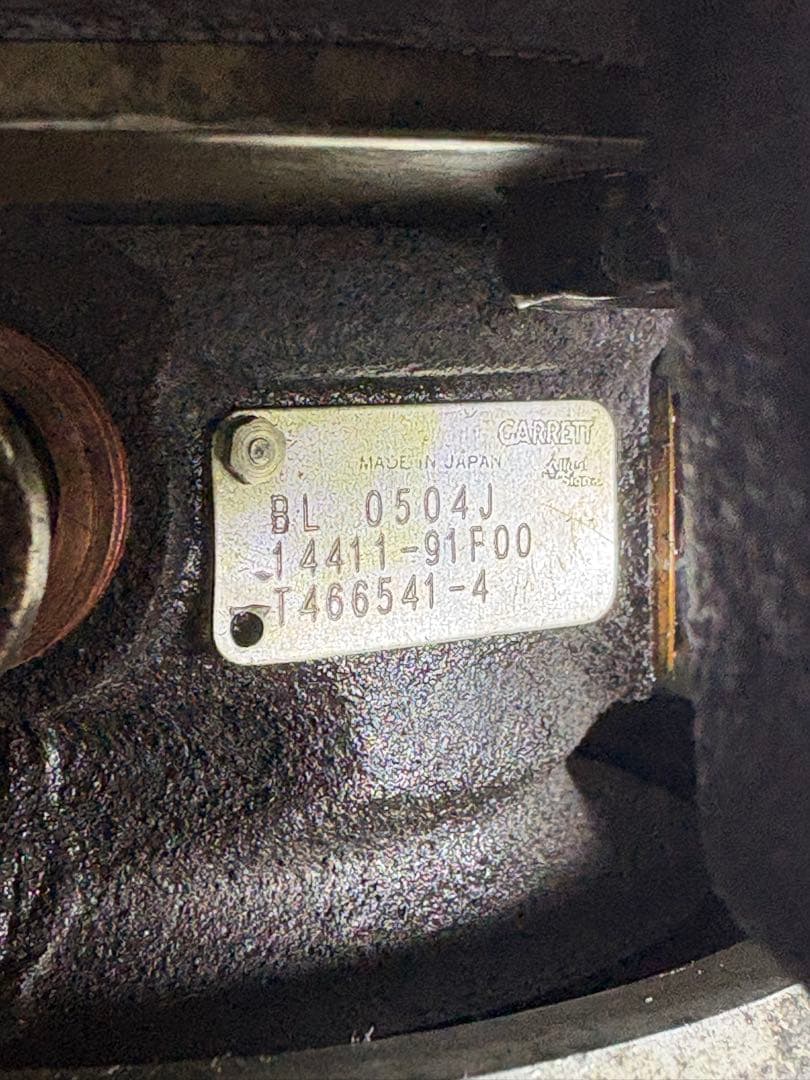 GARRETT
MADE IN JAPAN
BL 0504J
14411-91F00
T466541-4